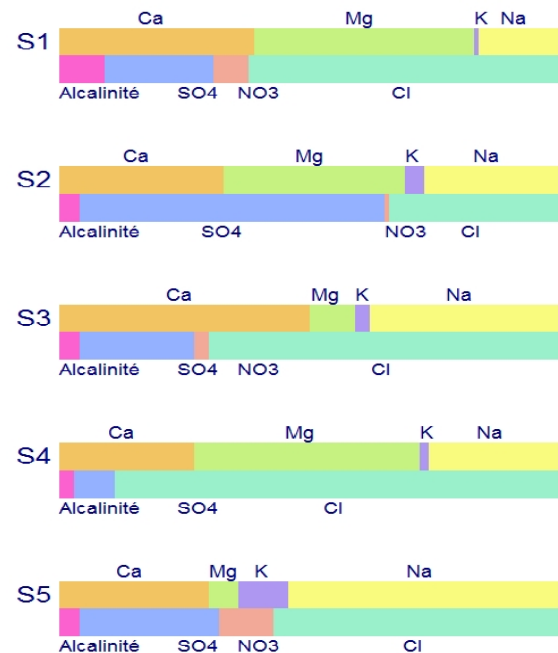 Ca Mg K Na
S1
Alcalinité SO4 NO3 Cl
Ca Mg K Na
S2
Alcalinité SO4 NO3 Cl
Ca Mg K Na
S3
Alcalinité SO4 NO3 Cl
Ca Mg K Na
S4
Alcalinité SO4 Cl
Ca Mg K Na
S5
Alcalinité SO4 NO3 Cl